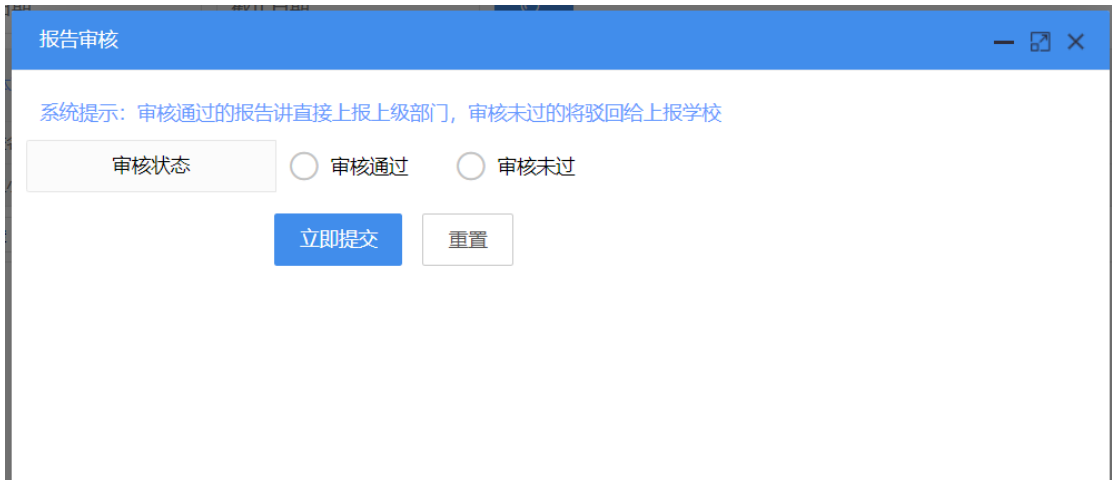 报告审核
系统提示：审核通过的报告讲直接上报上级部门，审核未过的将驳回给上报学校
审核状态 审核通过 审核未过
立即提交 重置